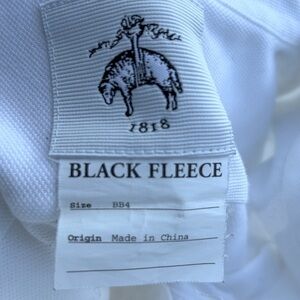 1818
BLACK FLEECE
Size BB4
Origin Made in China